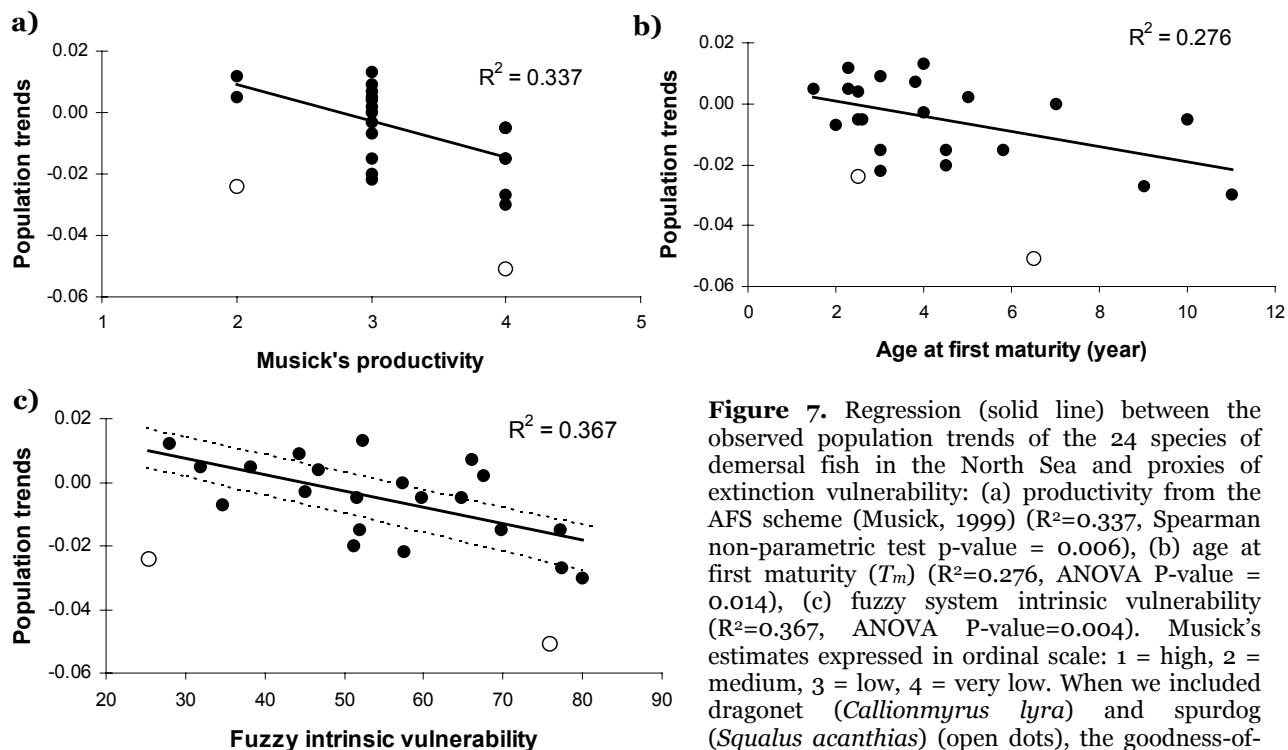 a)
R² = 0.337
0.02
0.00
-0.02
-0.04
-0.06
Population trends
1 2 3 4 5
Musick's productivity
b)
R² = 0.276
0.02
0.00
-0.02
-0.04
-0.06
Population trends
0 2 4 6 8 10 12
Age at first maturity (year)
c)
R² = 0.367
0.02
0.00
-0.02
-0.04
-0.06
Population trends
20 30 40 50 60 70 80 90
Fuzzy intrinsic vulnerability
Figure 7. Regression (solid line) between the
observed population trends of the 24 species of
demersal fish in the North Sea and proxies of
extinction vulnerability: (a) productivity from the
AFS scheme (Musick, 1999) (R²=0.337, Spearman
non-parametric test p-value = 0.006), (b) age at
first maturity (Tm) (R²=0.276, ANOVA P-value =
0.014), (c) fuzzy system intrinsic vulnerability
(R²=0.367, ANOVA P-value=0.004). Musick's
estimates expressed in ordinal scale: 1 = high, 2 =
medium, 3 = low, 4 = very low. When we included
dragonet (Callionmyrus lyra) and spurdog
(Squalus acanthias) (open dots), the goodness-of-